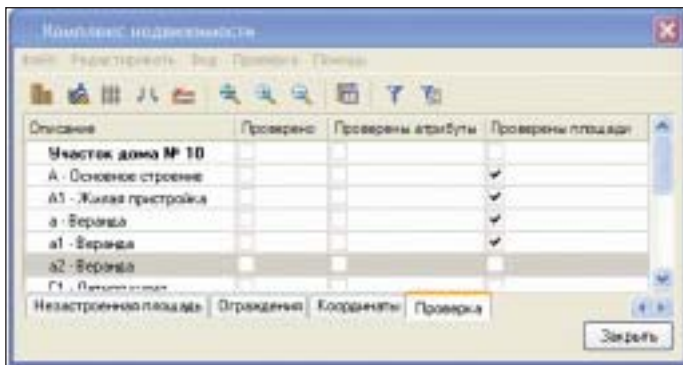 Комплекс недвижимости
Файл Редактировать Вид Проверка Помощь
Описание Проверено Проверены атрибуты Проверены площади
Участок дома № 10
А - Основное строение
А1 - Жилая пристройка
а - Веранда
а1 - Веранда
а2 - Веранда
Незастроенная площадь Ограждения Координаты Проверка
Закрыть